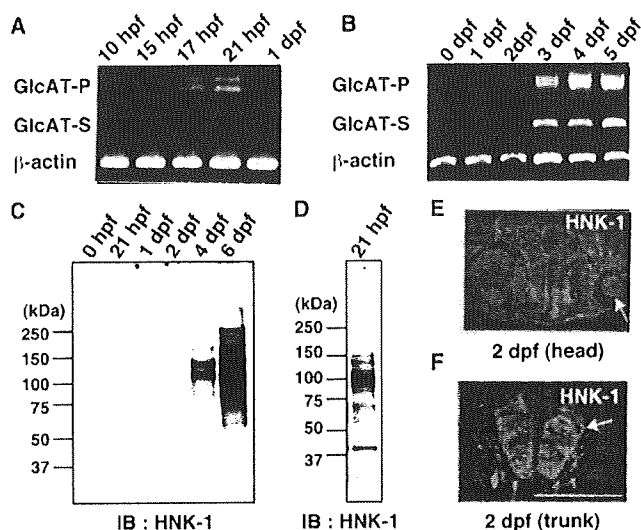 A
10 hpf 15 hpf 17 hpf 21 hpf 1 dpf
GlcAT-P
GlcAT-S
β-actin
B
0 dpf 1 dpf 2dpf 3 dpf 4 dpf 5 dpf
GlcAT-P
GlcAT-S
β-actin
C
0 hpf 21 hpf 1 dpf 2 dpf 4 dpf 6 dpf
(kDa)
250
150
100
75
50
37
IB : HNK-1
D
21 hpf
(kDa)
250
150
100
75
50
37
IB : HNK-1
E
HNK-1
2 dpf (head)
F
HNK-1
2 dpf (trunk)